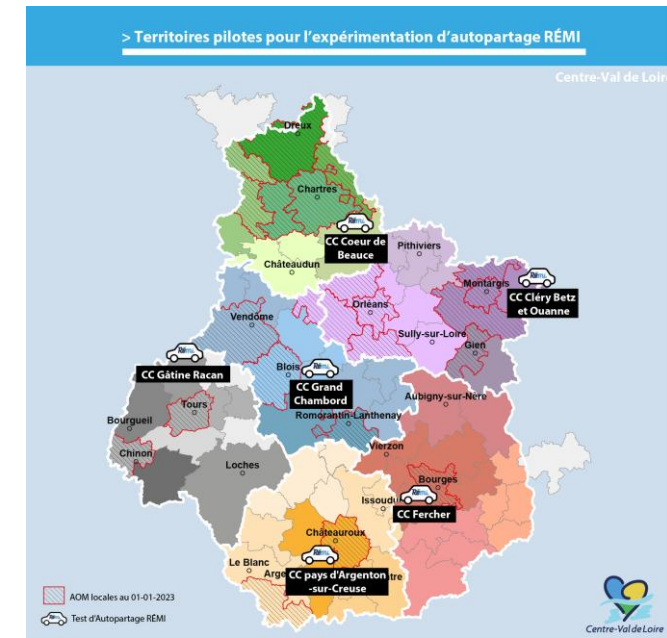 > Territoires pilotes pour l'expérimentation d'autopartage RÉMI
Centre-Val de Loire
Dreux
Chartres
CC Coeur de
Beauce
Châteaudun
Pithiviers
Montargis
CC Cléry Betz
et Ouanne
Orléans
Vendôme
Sully-sur-Loire
Gien
CC Gâtine Racan
Blois
CC Grand
Chambord
Aubigny-sur-Nère
Romorantin-Lanthenay
Tours
Bourgueil
Chinon
Vierzon
Loches
Bourges
Issoudun
CC Fercher
Châteauroux
Le Blanc
CC pays d'Argenton
-sur-Creuse
AOM locales au 01-01-2023
Test d'Autopartage RÉMI
Centre-Val de Loire